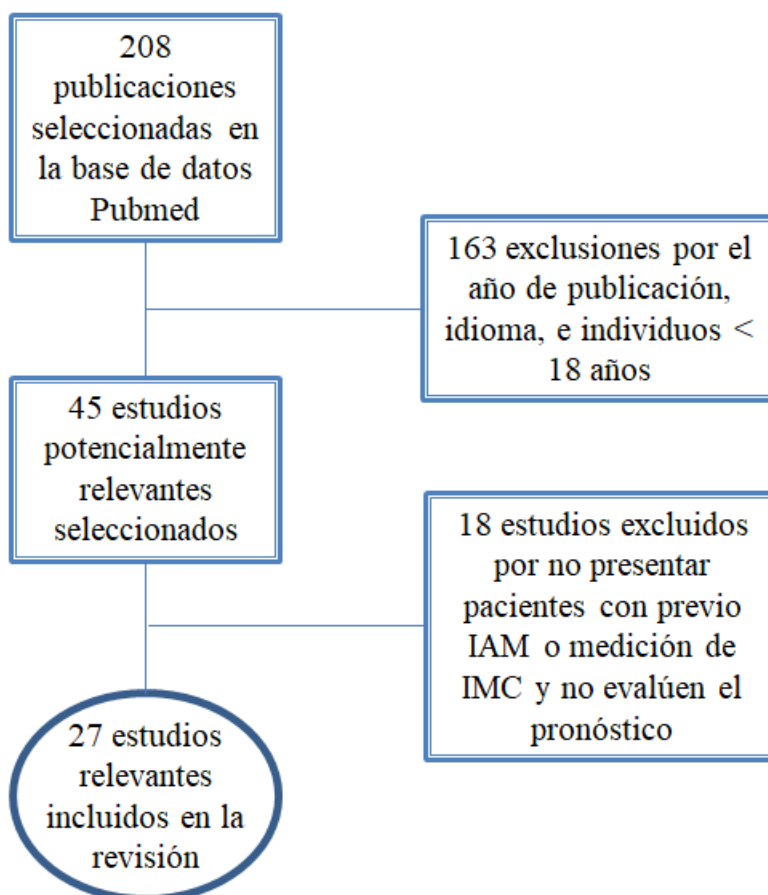 208
publicaciones
seleccionadas en
la base de datos
Pubmed
163 exclusiones por el
año de publicación,
idioma, e individuos <
18 años
45 estudios
potencialmente
relevantes
seleccionados
18 estudios excluidos
por no presentar
pacientes con previo
IAM o medición de
IMC y no evalúen el
pronóstico
27 estudios
relevantes
incluidos en la
revisión